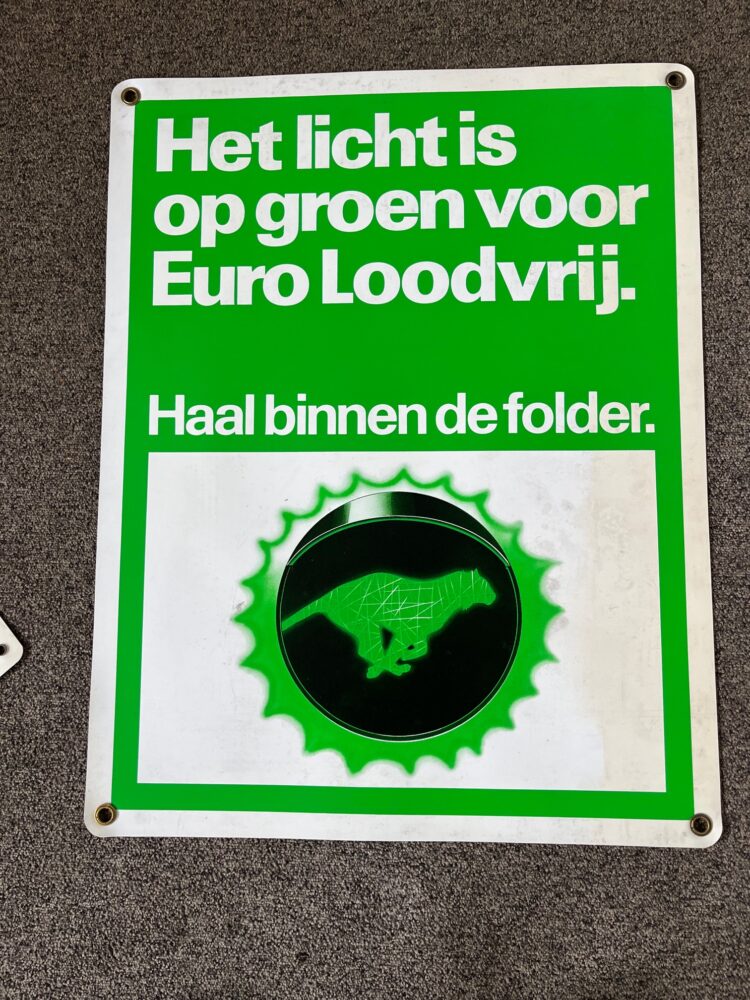 Het licht is
op groen voor
Euro Loodvrij.
Haal binnen de folder.